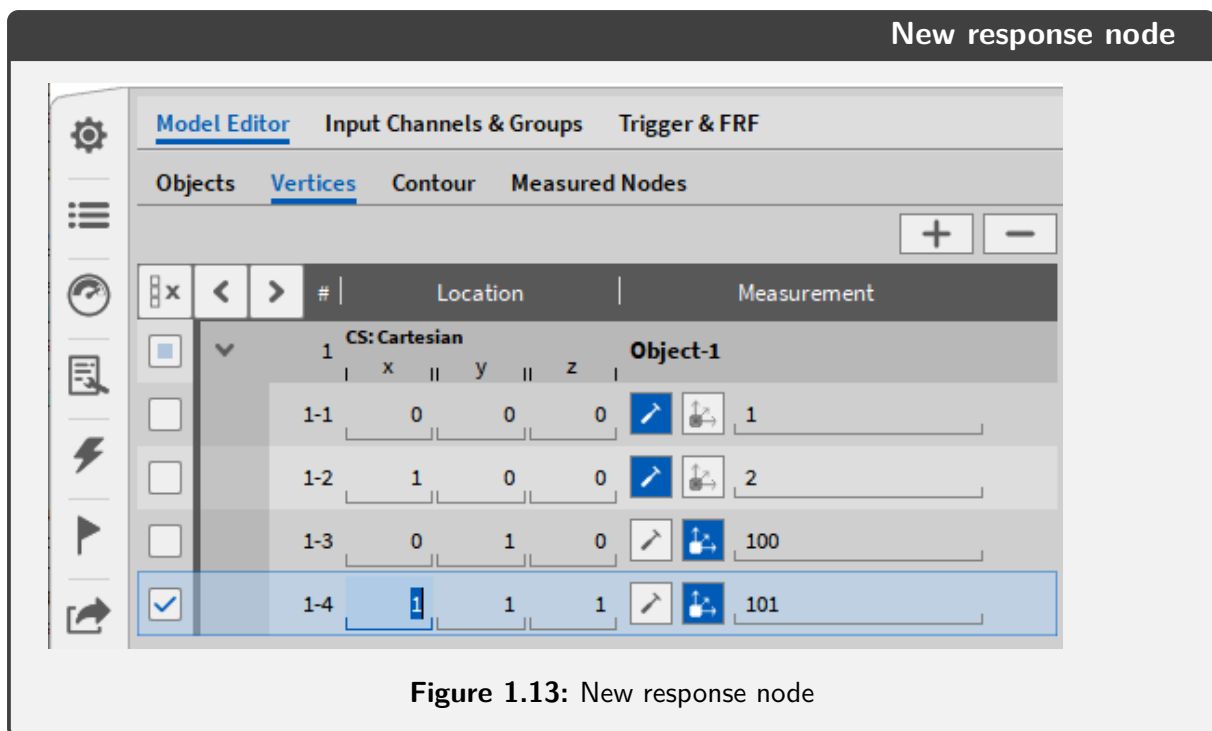 New response node
Model Editor Input Channels & Groups Trigger & FRF
Objects Vertices Contour Measured Nodes
+ −
x < > # Location Measurement
1 CS: Cartesian x y z Object-1
1-1 0 0 0 1
1-2 1 0 0 2
1-3 0 1 0 100
1-4 1 1 1 101
Figure 1.13: New response node